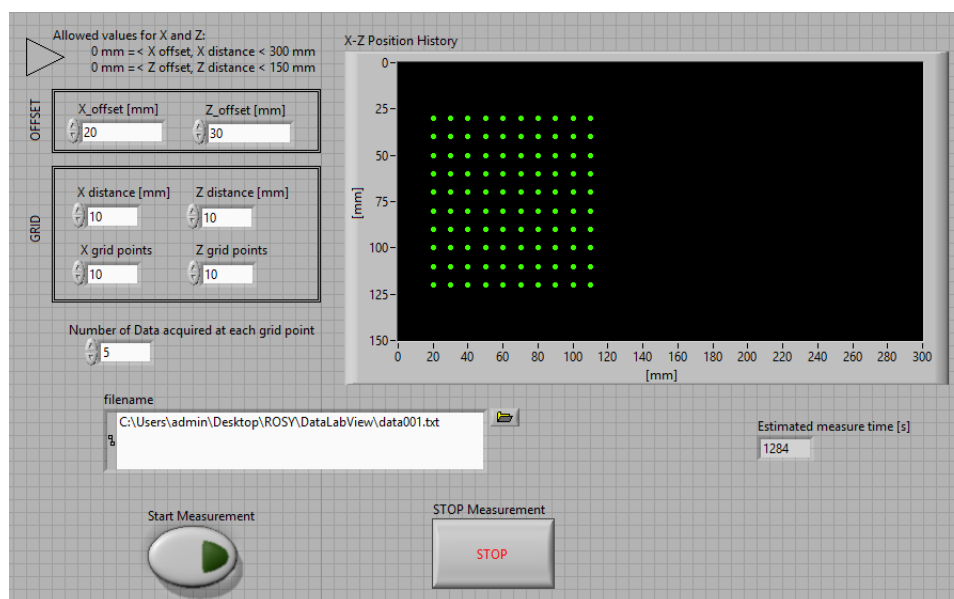 Allowed values for X and Z:
0 mm =< X offset, X distance < 300 mm
0 mm =< Z offset, Z distance < 150 mm
OFFSET
X_offset [mm]
Z_offset [mm]
20
30
GRID
X distance [mm]
Z distance [mm]
10
10
X grid points
Z grid points
10
10
Number of Data acquired at each grid point
5
X-Z Position History
0
25
50
75
100
125
150
[mm]
0 20 40 60 80 100 120 140 160 180 200 220 240 260 280 300
[mm]
filename
C:\Users\admin\Desktop\ROSY\DataLabView\data001.txt
Estimated measure time [s]
1284
Start Measurement
STOP Measurement
STOP